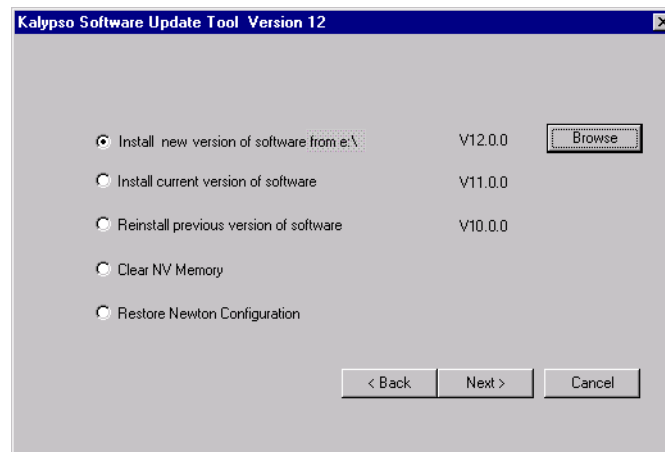 Kalypso Software Update Tool Version 12
Install new version of software from e:\ V12.0.0 Browse
Install current version of software V11.0.0
Reinstall previous version of software V10.0.0
Clear NV Memory
Restore Newton Configuration
< Back Next > Cancel